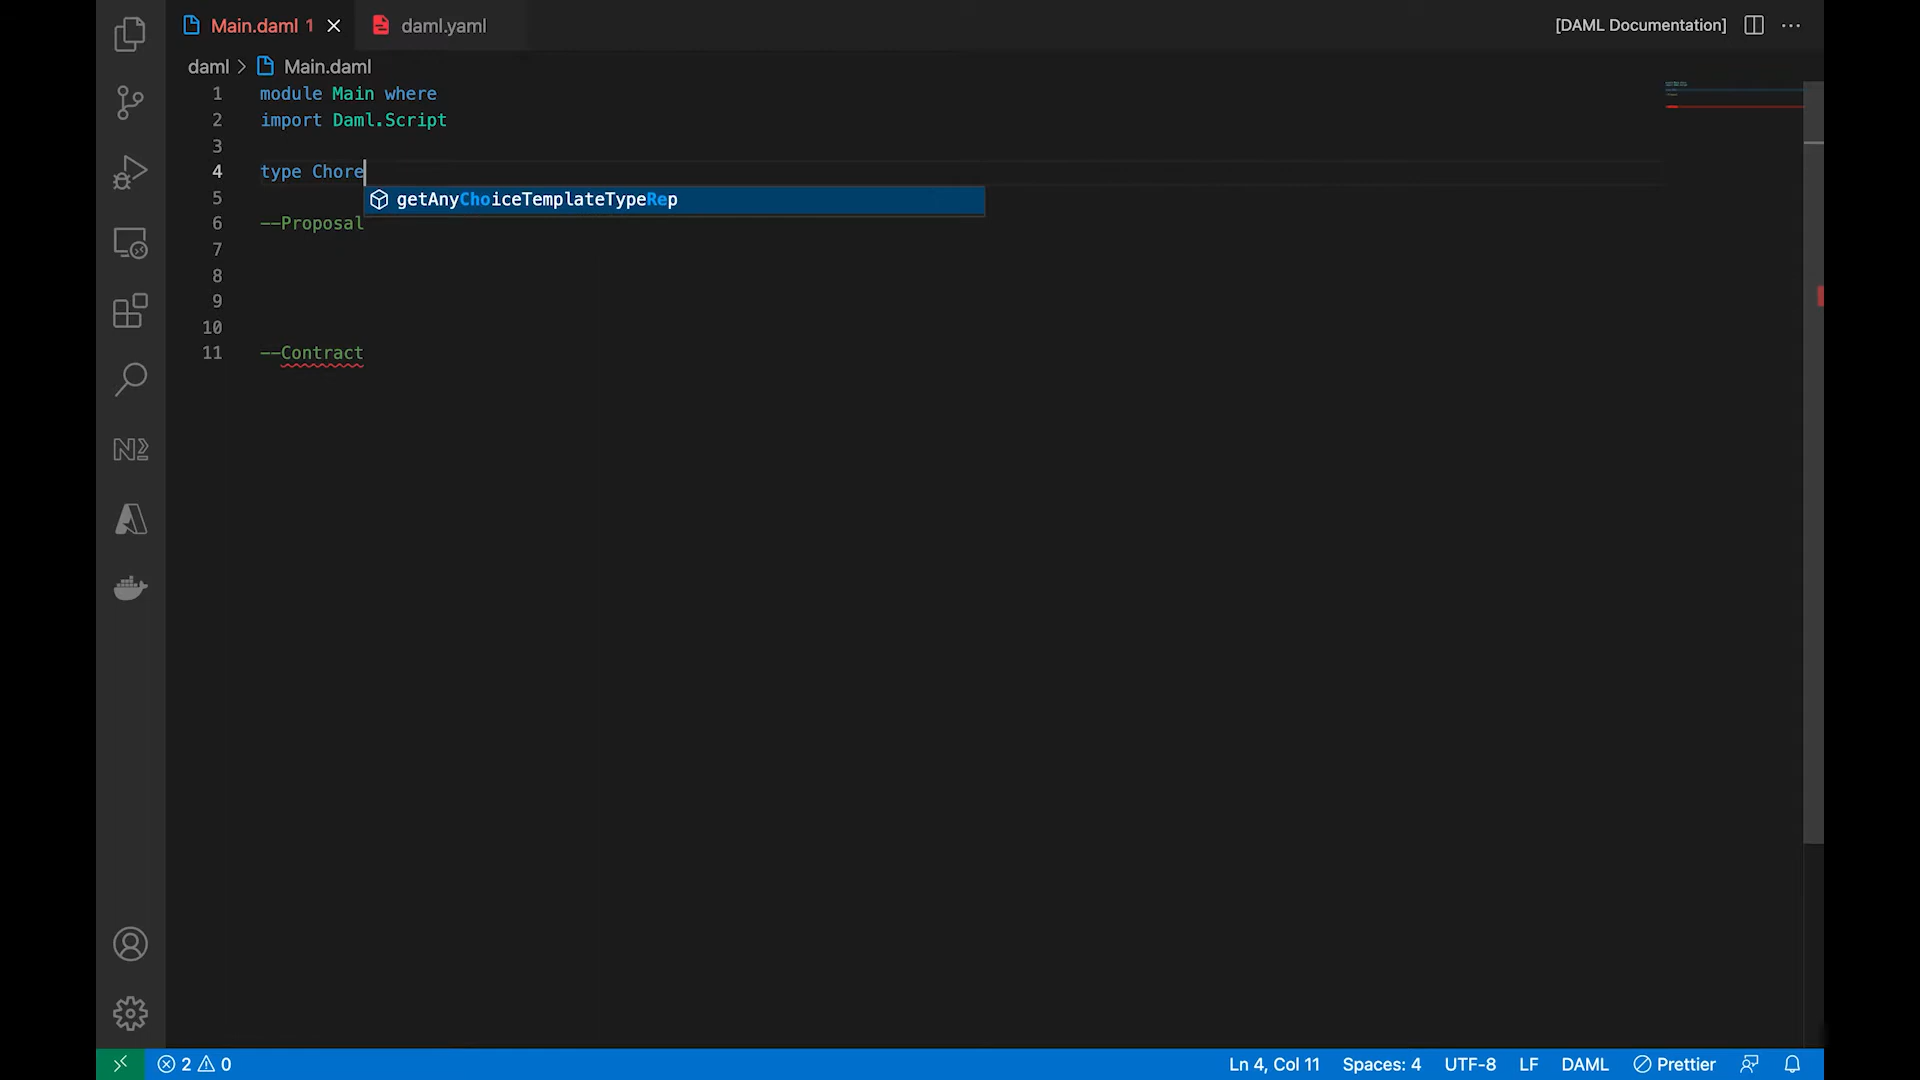 Main.daml 1
daml.yaml
[DAML Documentation]
daml > Main.daml
1 module Main where
2 import Daml.Script
3
4 type Chore
getAnyChoiceTemplateTypeRep
5
6 --Proposal
7
8
9
10
11 --Contract
2 0
Ln 4, Col 11 Spaces: 4 UTF-8 LF DAML Prettier